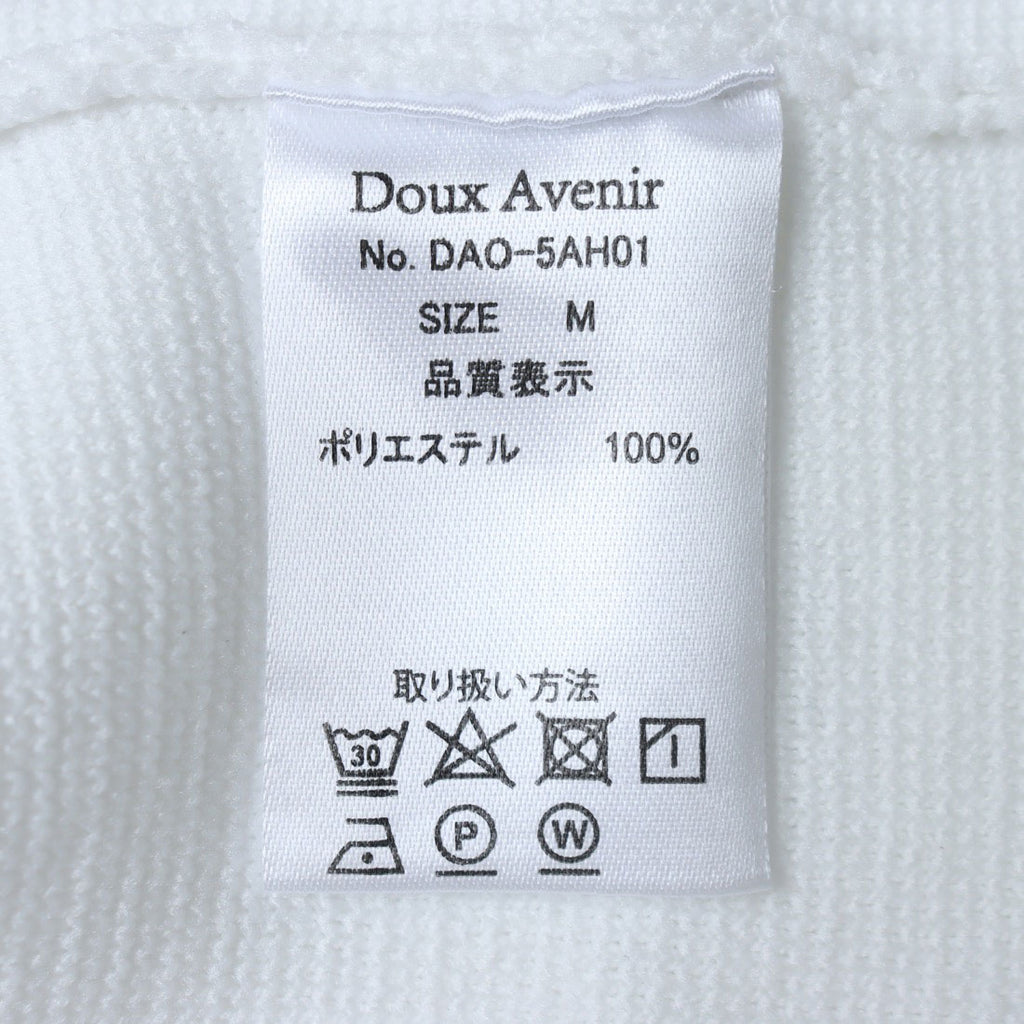 Doux Avenir
No. DAO-5AH01
SIZE M
品質表示
ポリエステル 100%
取り扱い方法
30
P W